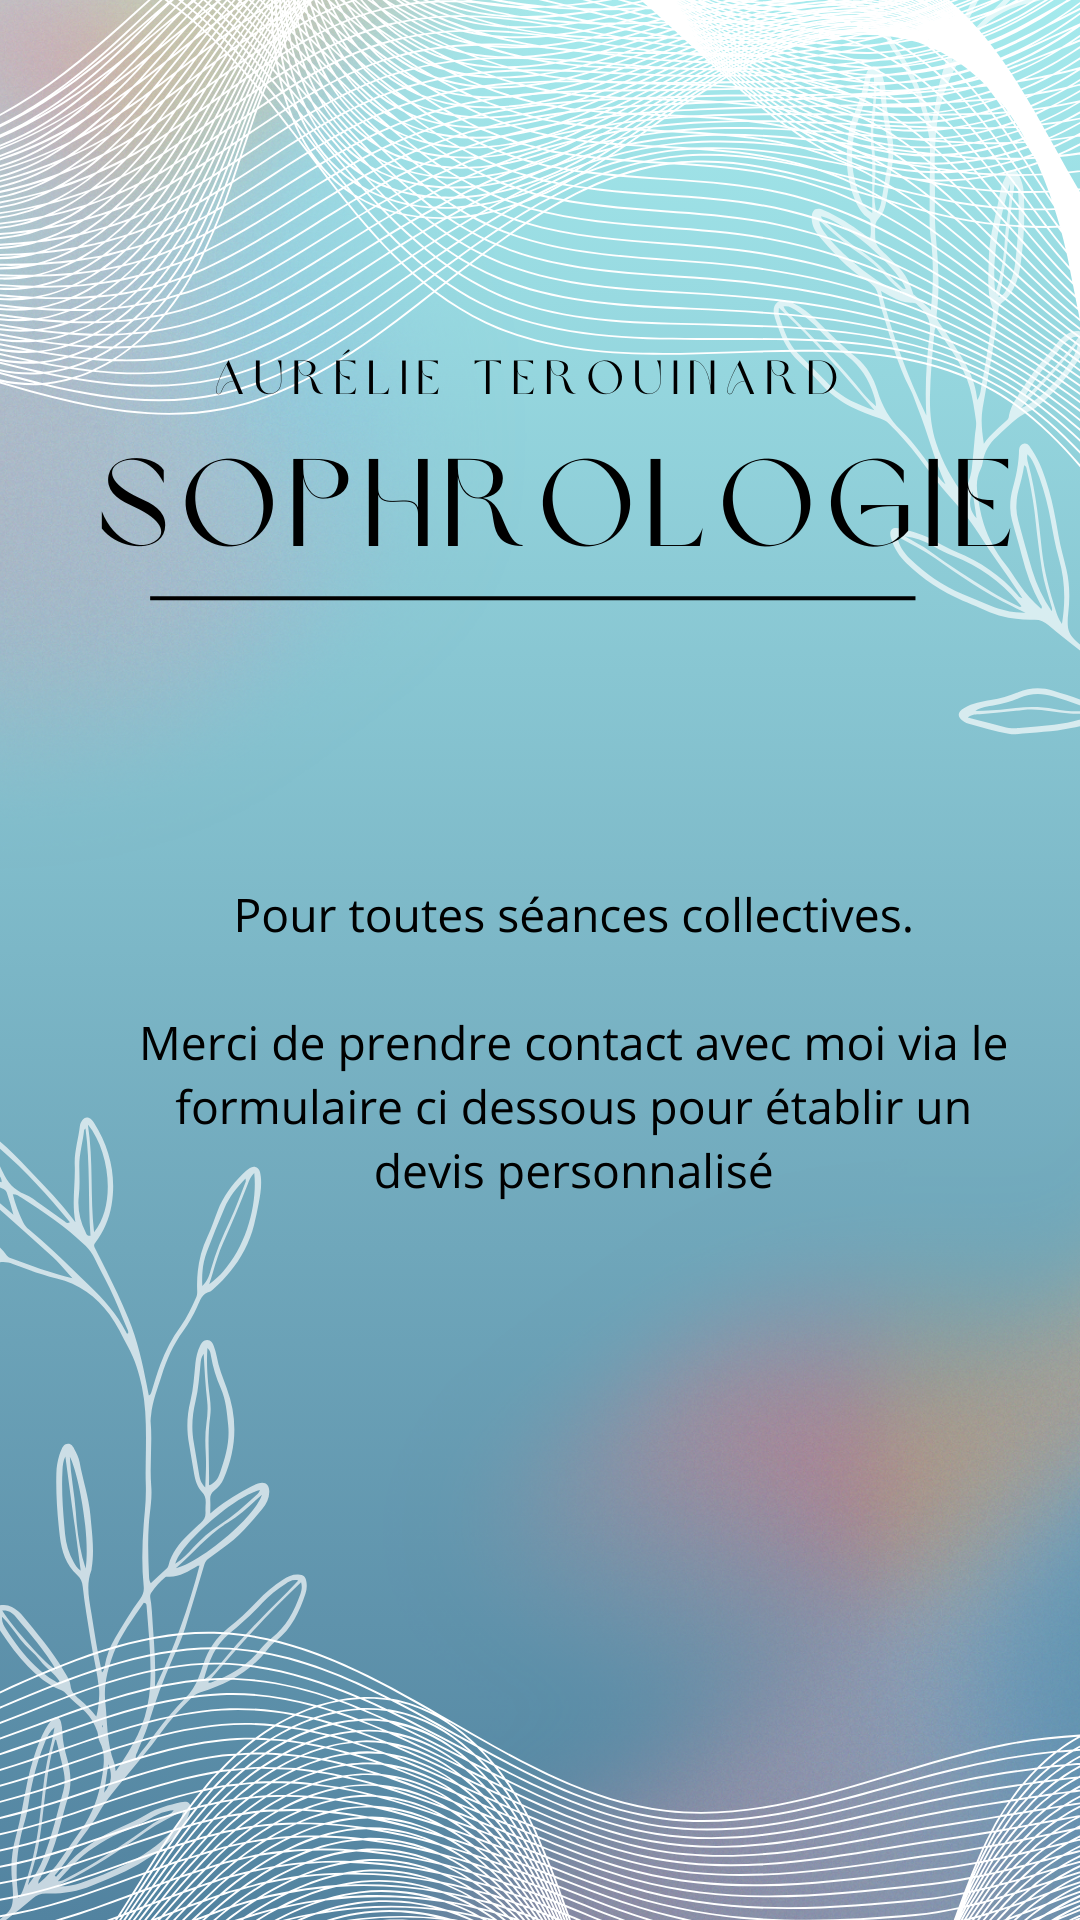 AURÉLIE TEROUINARD
SOPHROLOGIE
Pour toutes séances collectives.
Merci de prendre contact avec moi via le
formulaire ci dessous pour établir un
devis personnalisé